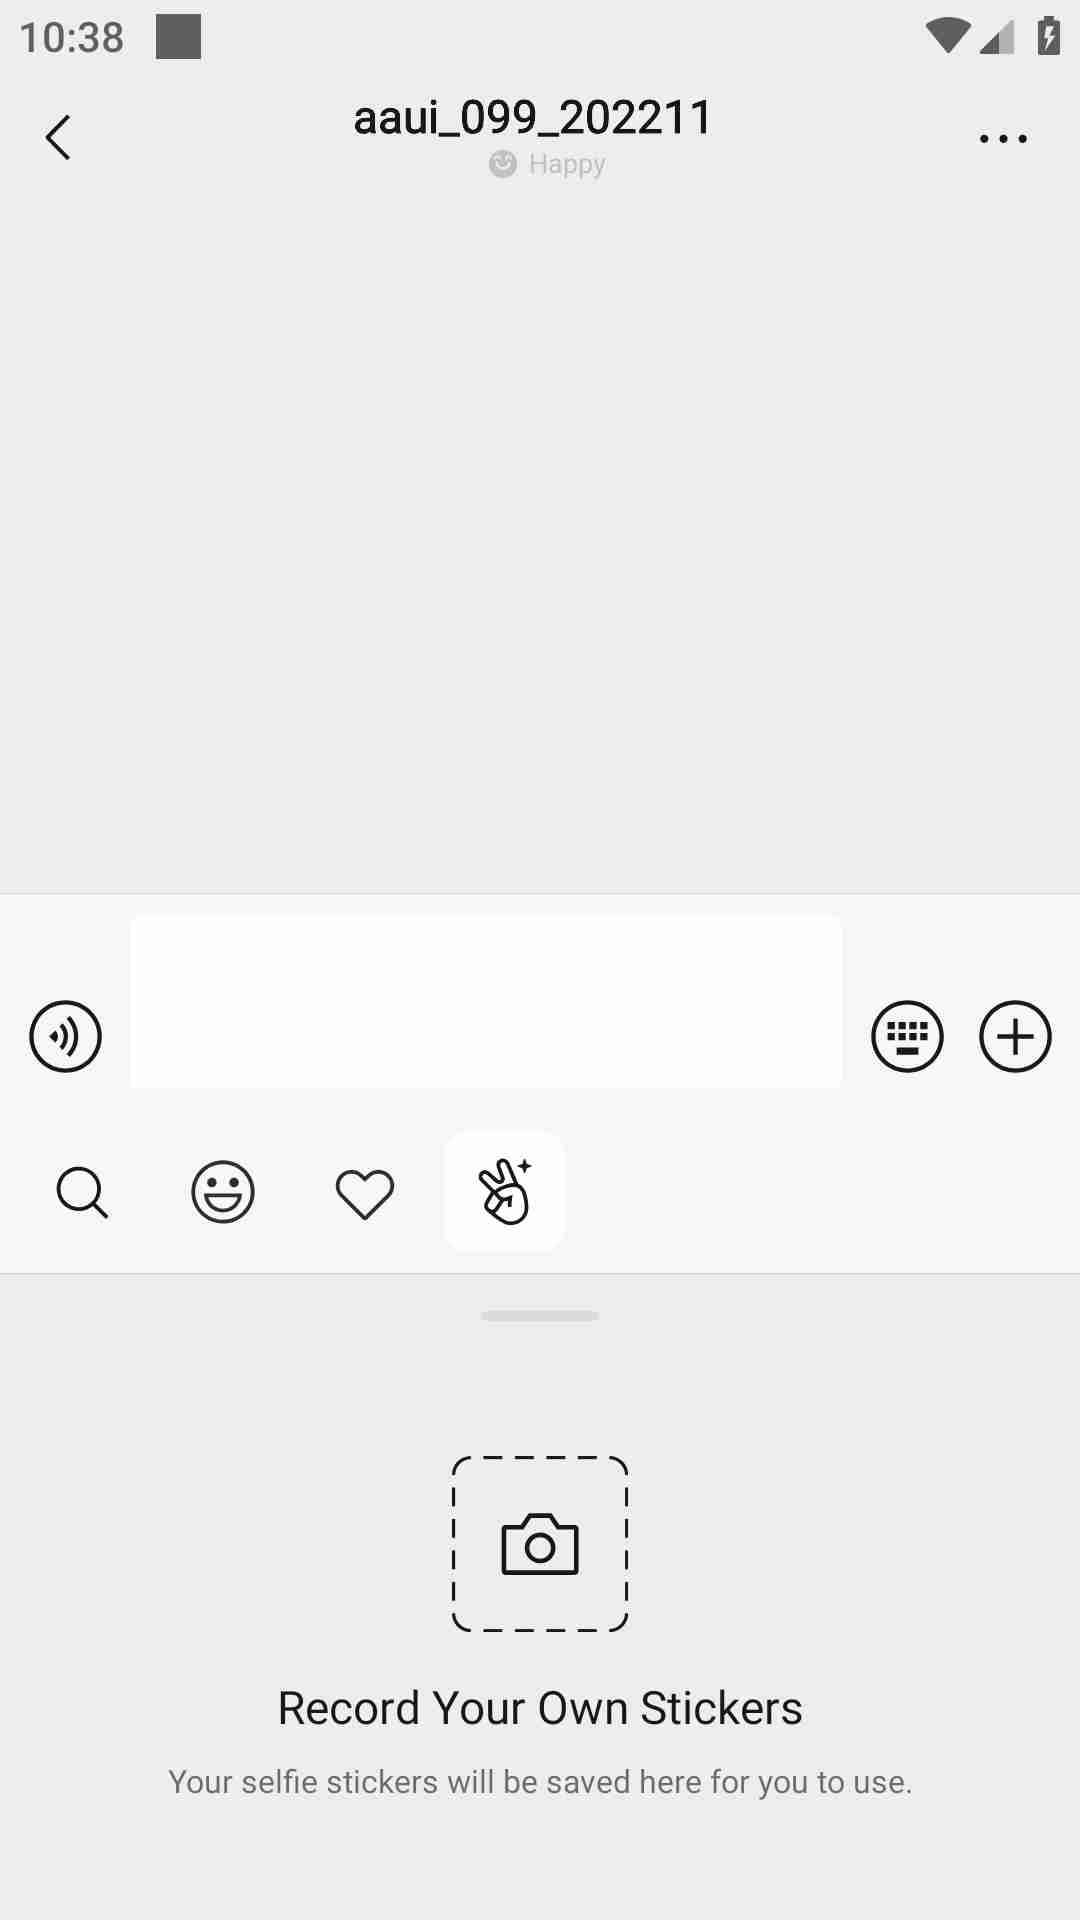 10:38
aaui_099_202211
Happy
Record Your Own Stickers
Your selfie stickers will be saved here for you to use.